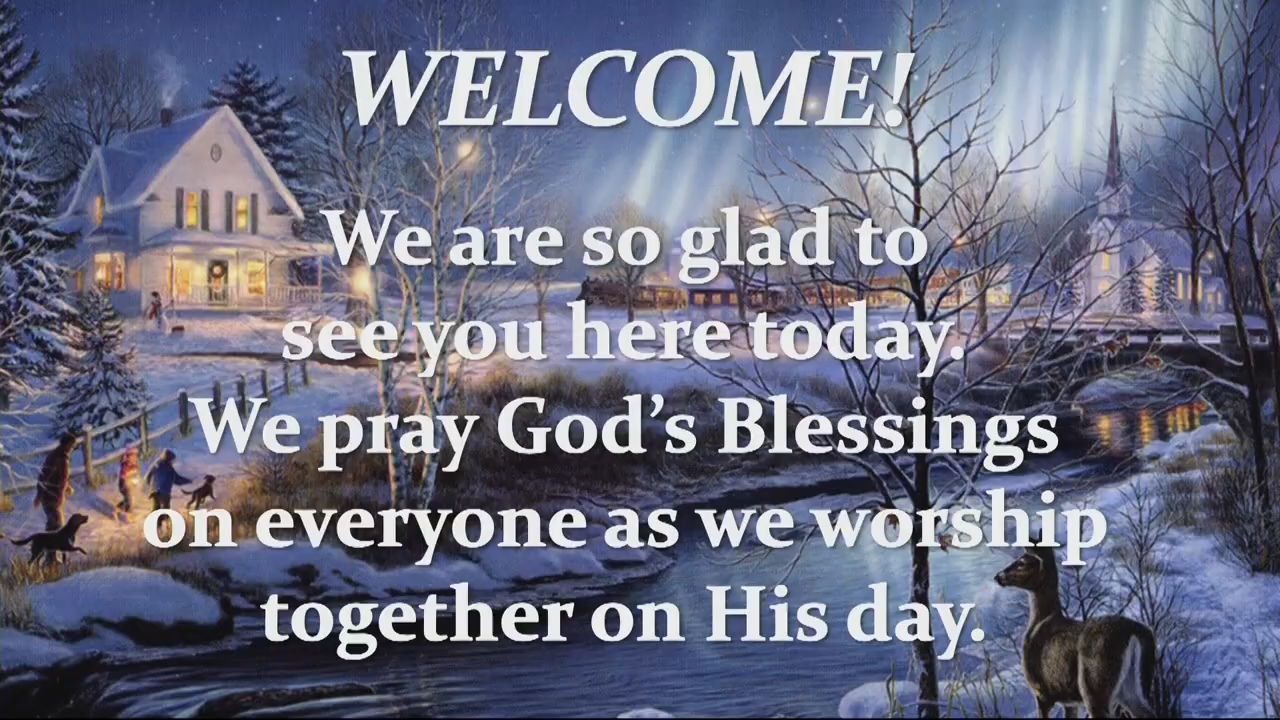 WELCOME!
We are so glad to
see you here today.
We pray God’s Blessings
on everyone as we worship
together on His day.